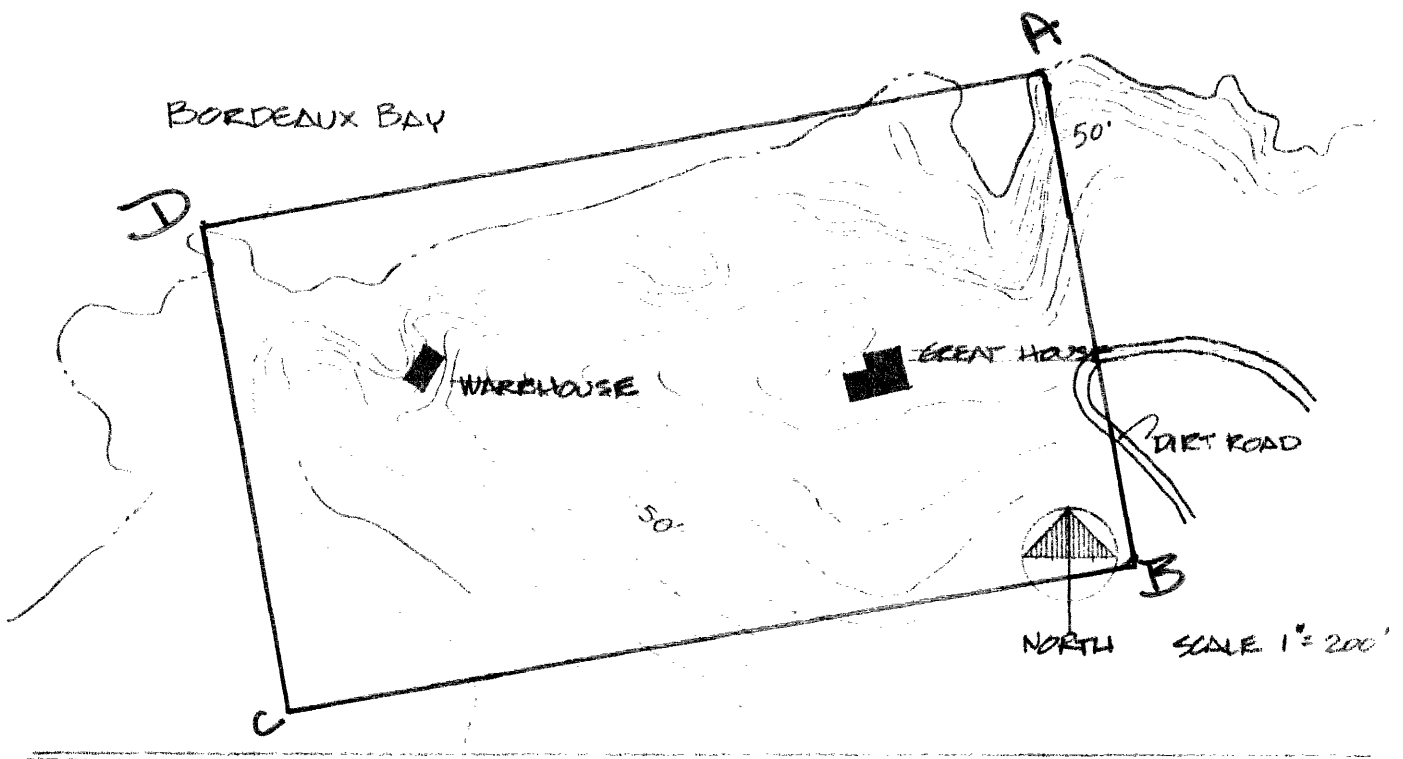 A
BORDEAUX BAY
50'
D
GREAT HOUSE
WAREHOUSE
DIRT ROAD
50'
B
NORTH
SCALE 1"= 200'
C